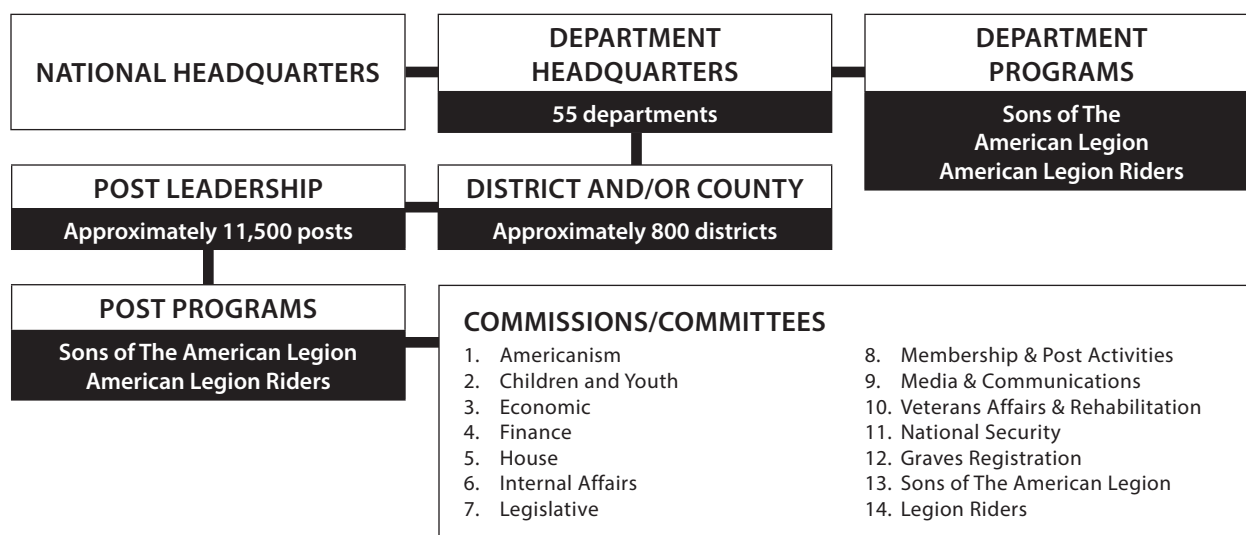 NATIONAL HEADQUARTERS
DEPARTMENT
HEADQUARTERS
55 departments
DEPARTMENT
PROGRAMS
Sons of The
American Legion
American Legion Riders
POST LEADERSHIP
Approximately 11,500 posts
DISTRICT AND/OR COUNTY
Approximately 800 districts
POST PROGRAMS
Sons of The American Legion
American Legion Riders
COMMISSIONS/COMMITTEES
1. Americanism
2. Children and Youth
3. Economic
4. Finance
5. House
6. Internal Affairs
7. Legislative
8. Membership & Post Activities
9. Media & Communications
10. Veterans Affairs & Rehabilitation
11. National Security
12. Graves Registration
13. Sons of The American Legion
14. Legion Riders